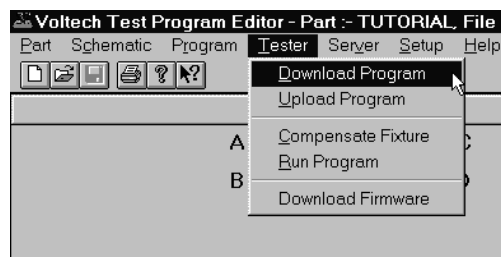 Voltech Test Program Editor - Part :- TUTORIAL, File
Part Schematic Program Tester Server Setup Help
Download Program
Upload Program
A Compensate Fixture
Run Program
B
Download Firmware